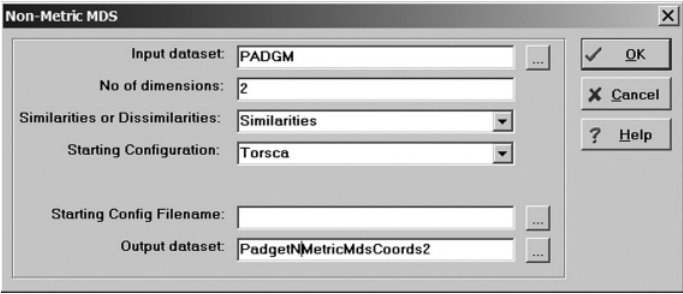 Non-Metric MDS
Input dataset: PADGM ...
No of dimensions: 2
Similarities or Dissimilarities: Similarities
Starting Configuration: Torsca
Starting Config Filename: ...
Output dataset: PadgetNMetricMdsCoords2 ...
OK
Cancel
? Help